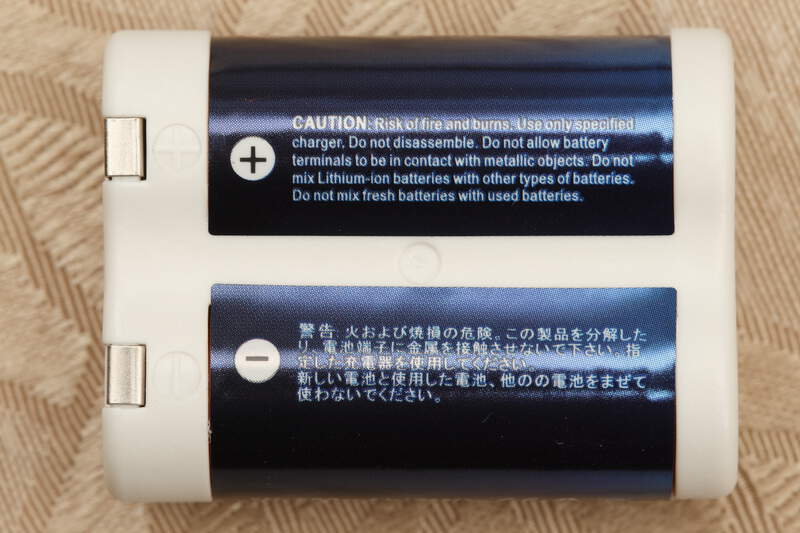 CAUTION: Risk of fire and burns. Use only specified
charger. Do not disassemble. Do not allow battery
terminals to be in contact with metallic objects. Do not
mix Lithium-ion batteries with other types of batteries.
Do not mix fresh batteries with used batteries.
+
警告: 火および焼損の危険。この製品を分解した
り、電池端子に金属を接触させないで下さい。指
定した充電器を使用してください。
新しい電池と使用した電池、他のの電池をまぜて
使わないでください。
-